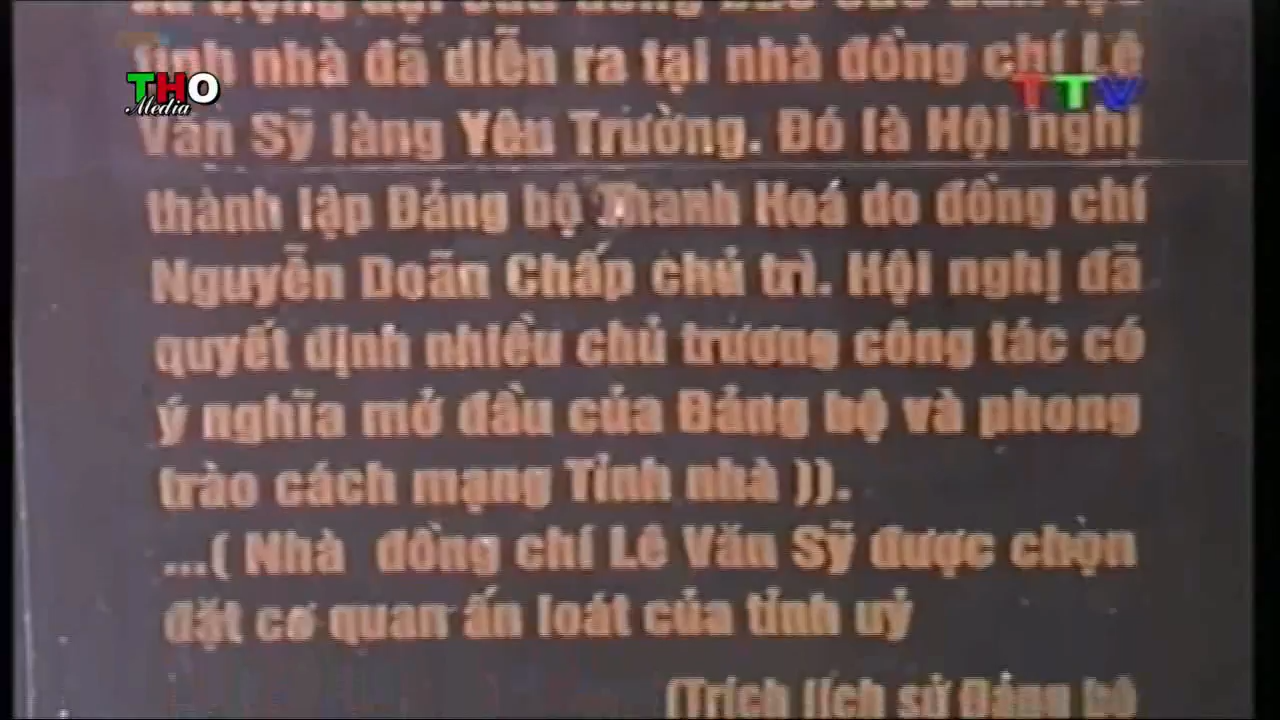 tỉnh nhà đã diễn ra tại nhà đồng chí Lê
Văn Sỹ làng Yên Trường. Đó là Hội nghị
thành lập Đảng bộ Thanh Hoá do đồng chí
Nguyễn Doãn Chấp chủ trì. Hội nghị đã
quyết định nhiều chủ trương công tác có
ý nghĩa mở đầu của Đảng bộ và phong
trào cách mạng Tỉnh nhà )).
...( Nhà đồng chí Lê Văn Sỹ được chọn
đặt cơ quan ấn loát của tỉnh uỷ
(Trích lịch sử Đảng bộ
THO
Media
TTV